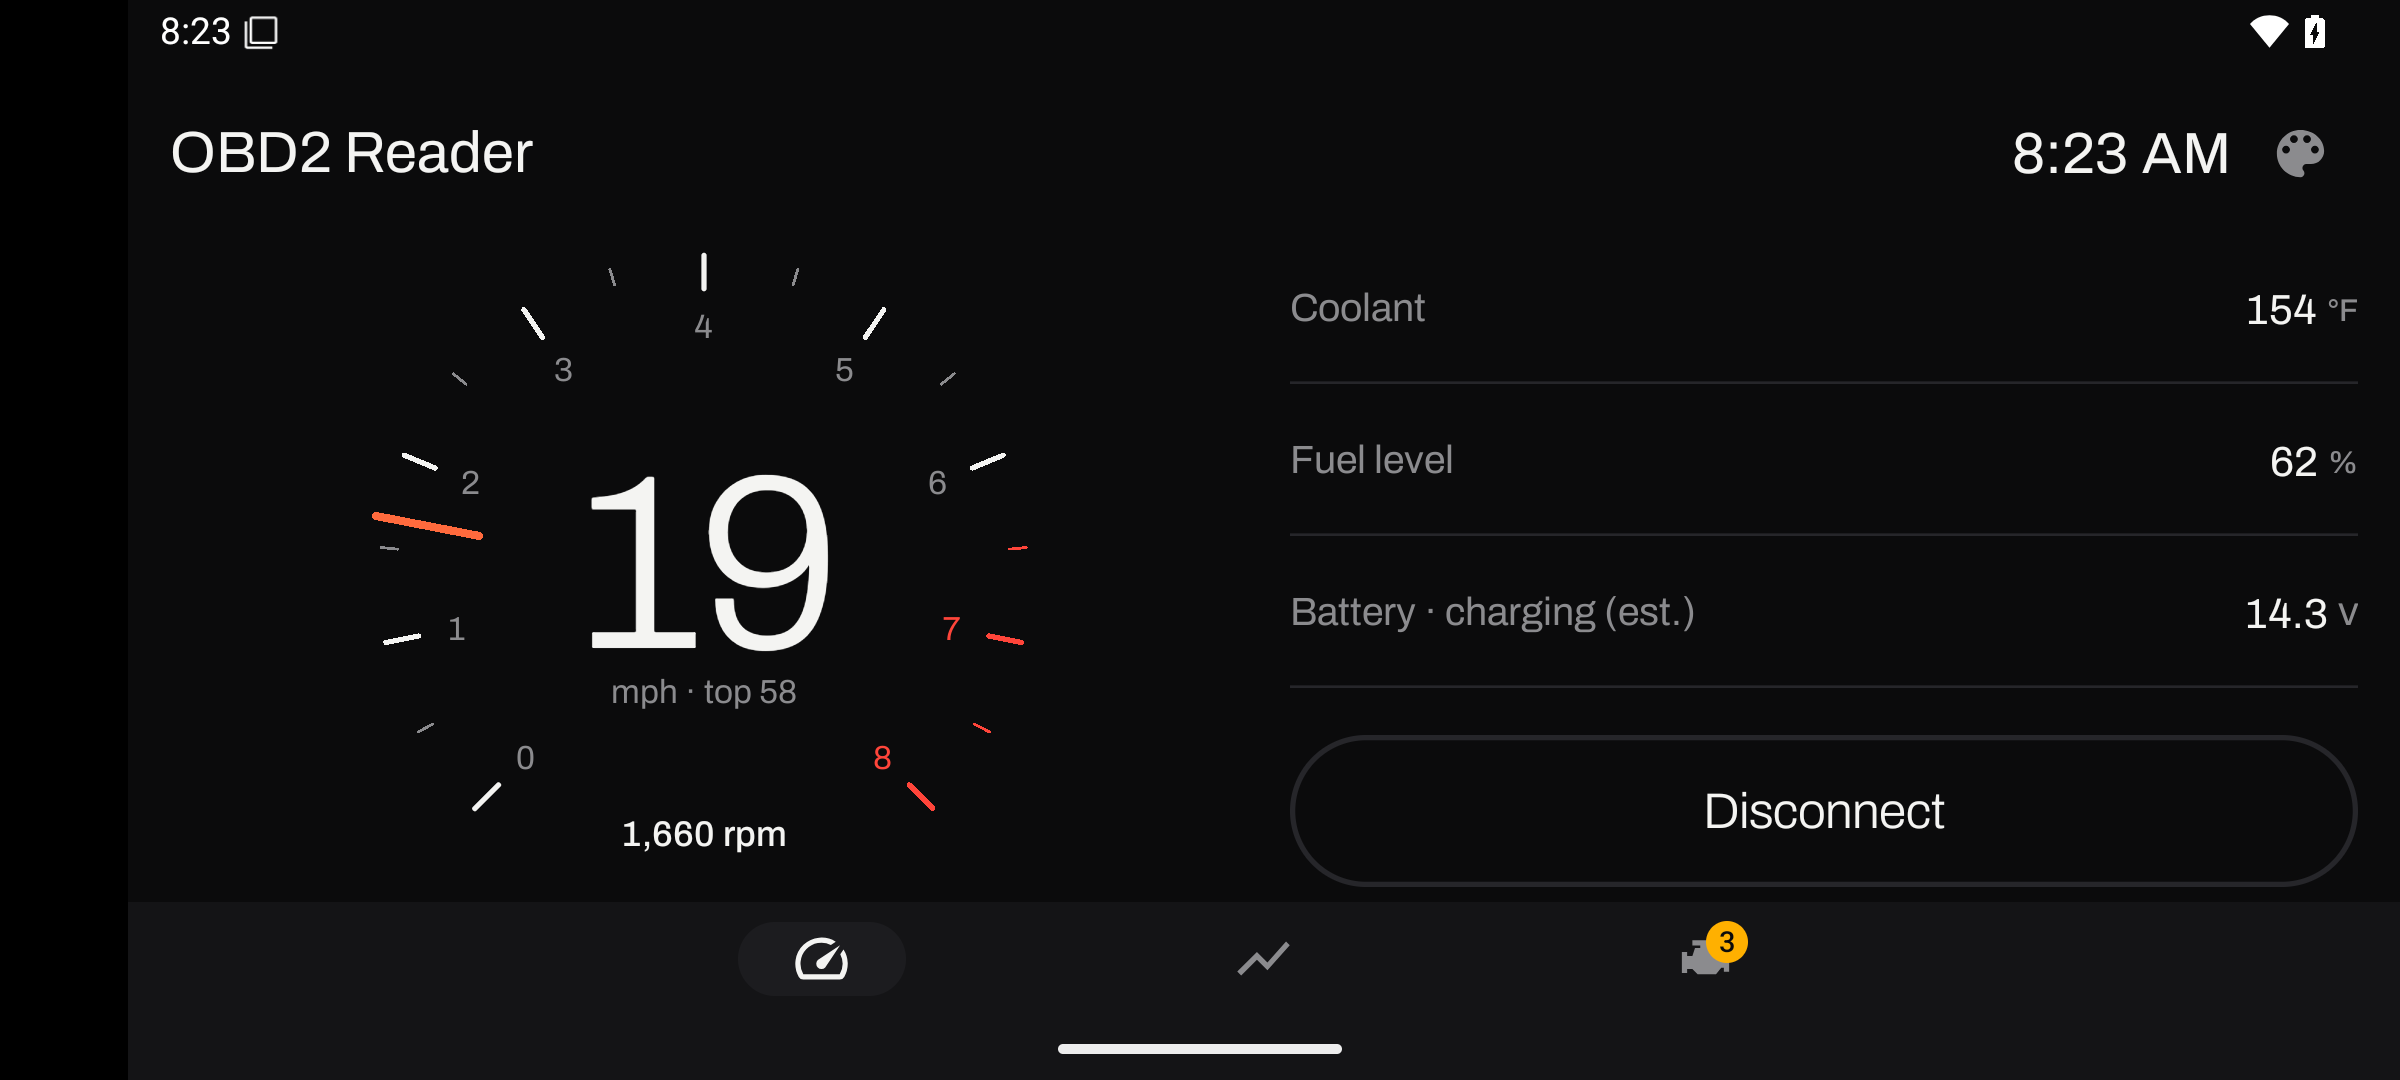 8:23
OBD2 Reader
8:23 AM
4
3
5
2
6
1
7
0
8
19
mph · top 58
1,660 rpm
Coolant
154 °F
Fuel level
62 %
Battery · charging (est.)
14.3 V
Disconnect
3